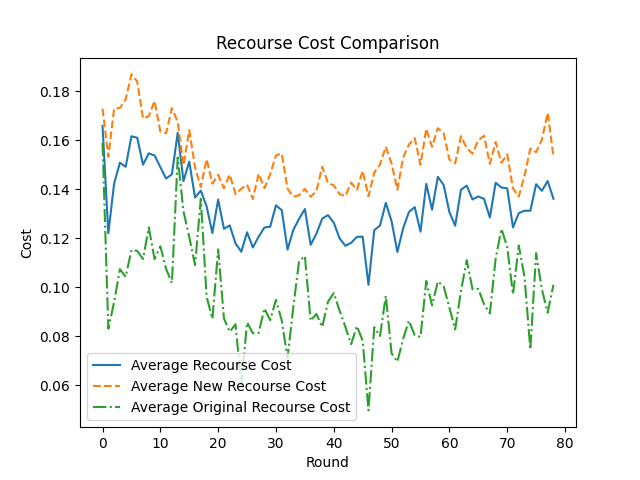 Recourse Cost Comparison
0.18
0.16
0.14
0.12
0.10
0.08
0.06
Cost
Average Recourse Cost
Average New Recourse Cost
Average Original Recourse Cost
0 10 20 30 40 50 60 70 80
Round